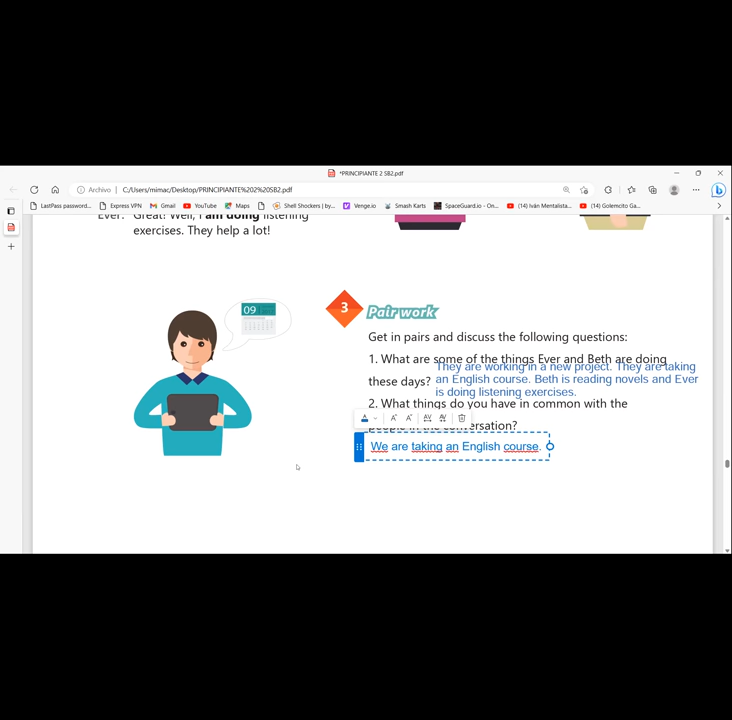 *PRINCIPIANTE 2 SB2.pdf
Archivo | C:/Users/mimac/Desktop/PRINCIPIANTE%202%20SB2.pdf
LastPass password... Express VPN Gmail YouTube Maps Shell Shockers | by... Venge.io Smash Karts SpaceGuard.io - On... (14) Iván Mentalista... (14) Golemcito Ga...
Ever: Great! Well, I am doing listening
exercises. They help a lot!
09
3 Pair work
Get in pairs and discuss the following questions:
1. What are some of the things Ever and Beth are doing
these days?
They are working in a new project. They are taking
an English course. Beth is reading novels and Ever
is doing listening exercises.
2. What things do you have in common with the
people in the conversation?
We are taking an English course.